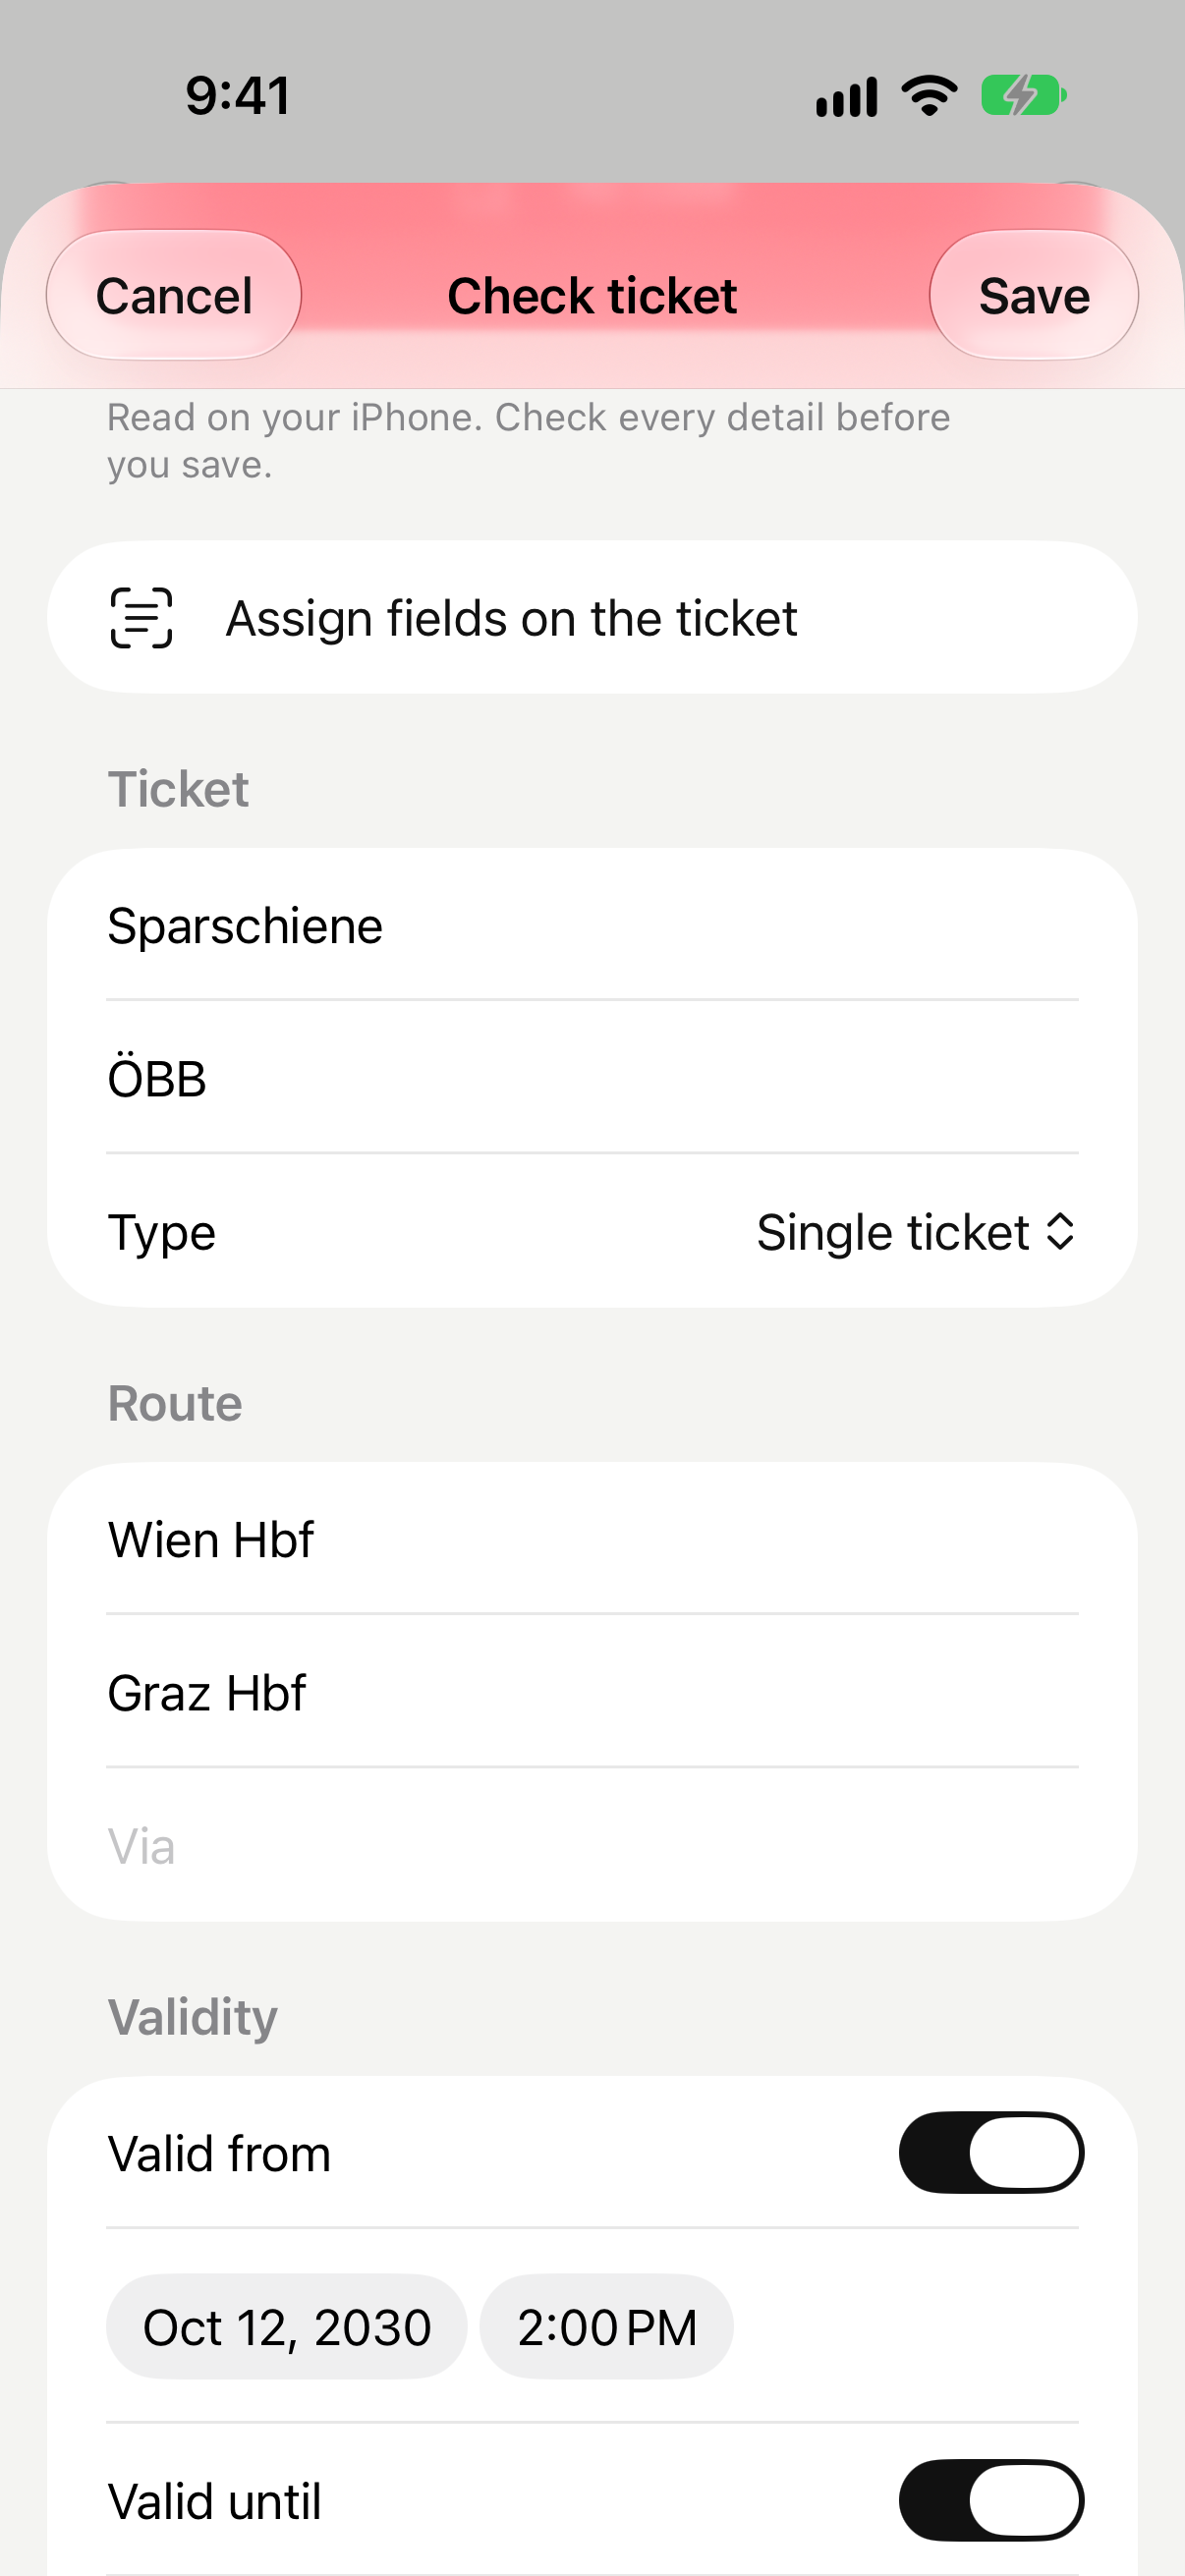 9:41
Cancel
Check ticket
Save
Read on your iPhone. Check every detail before
you save.
Assign fields on the ticket
Ticket
Sparschiene
ÖBB
Type
Single ticket
Route
Wien Hbf
Graz Hbf
Via
Validity
Valid from
Oct 12, 2030
2:00 PM
Valid until